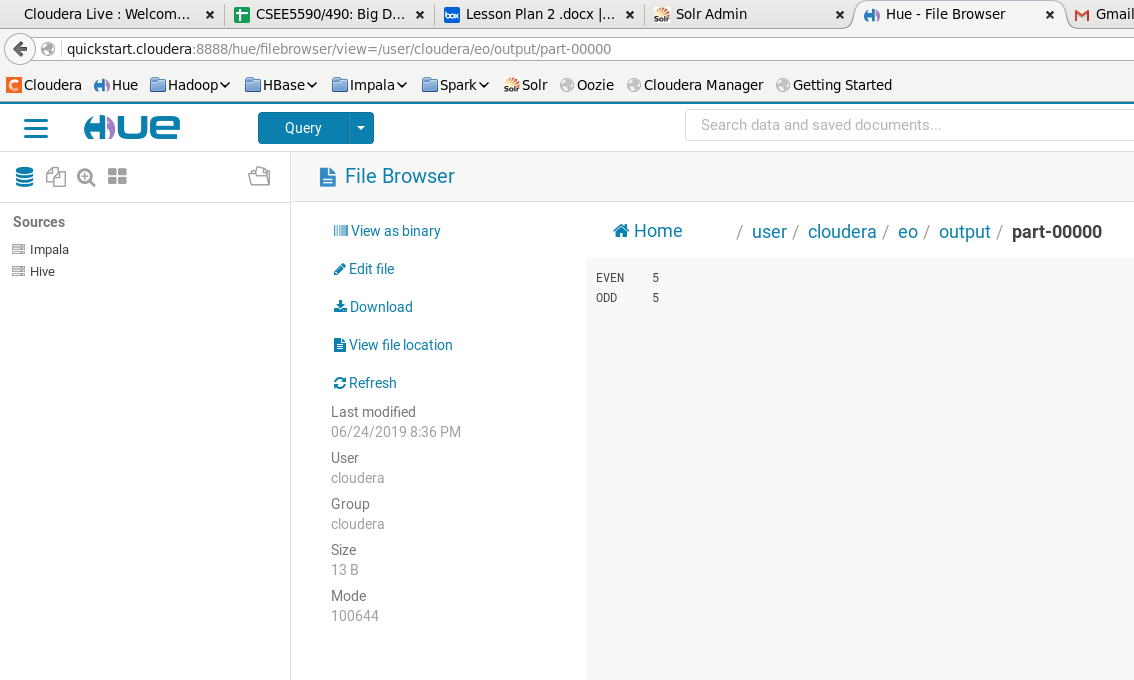 Cloudera Live : Welcom... × CSEE5590/490: Big D... × Lesson Plan 2 .docx |... × Solr Admin × Hue - File Browser × Gmail
quickstart.cloudera:8888/hue/filebrowser/view=/user/cloudera/eo/output/part-00000
Cloudera Hue Hadoop HBase Impala Spark Solr Oozie Cloudera Manager Getting Started
HUE Query Search data and saved documents...
File Browser
Sources
Impala
Hive
View as binary
Edit file
Download
View file location
Refresh
Last modified
06/24/2019 8:36 PM
User
cloudera
Group
cloudera
Size
13 B
Mode
100644
Home / user / cloudera / eo / output / part-00000
EVEN 5
ODD 5